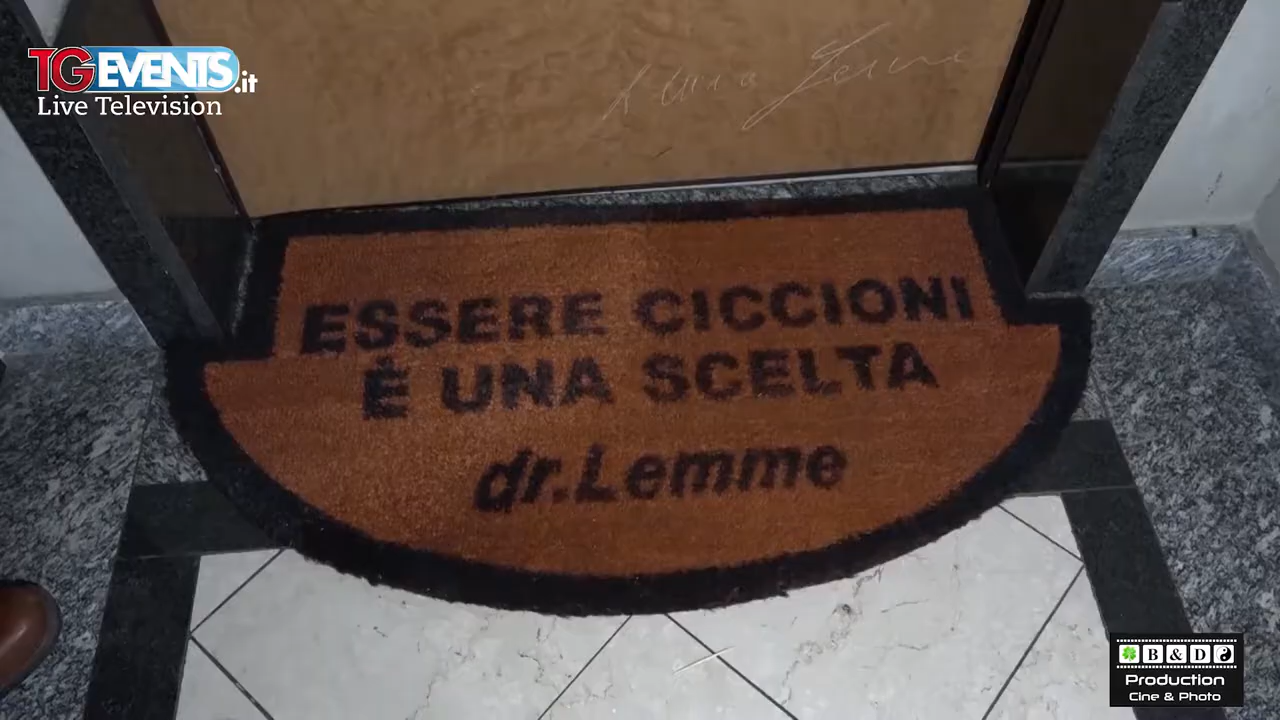 TGEVENTS.it
Live Television
ESSERE CICCIONI
È UNA SCELTA
dr.Lemme
B & D
Production
Cine & Photo